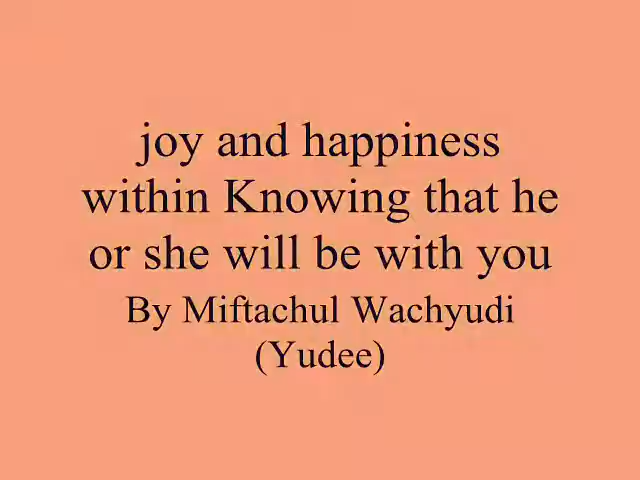 joy and happiness
within Knowing that he
or she will be with you
By Miftachul Wachyudi
(Yudee)